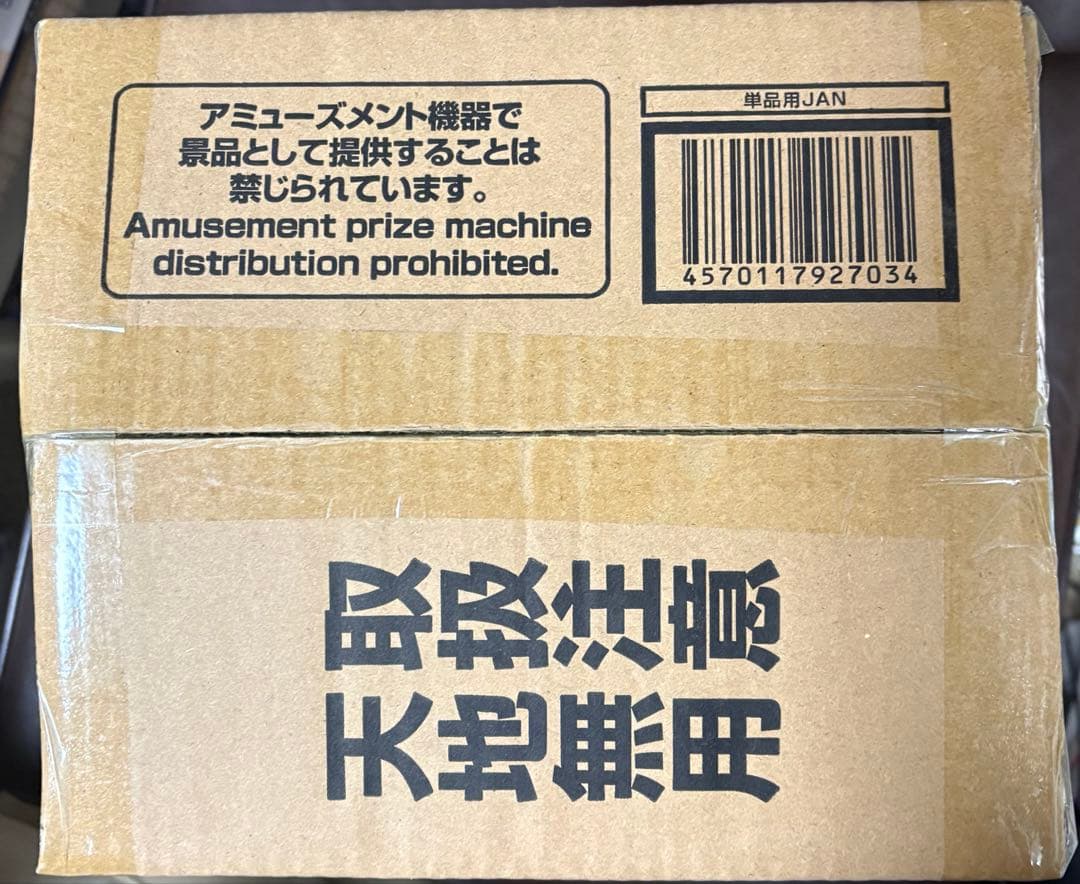 アミューズメント機器で
景品として提供することは
禁じられています。
Amusement prize machine
distribution prohibited.
単品用JAN
4570117927034
取扱注意
天地無用